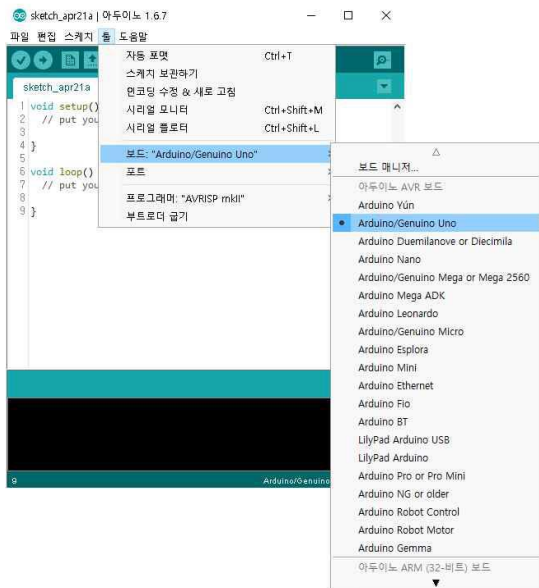 sketch_apr21a | 아두이노 1.6.7
파일 편집 스케치 툴 도움말
sketch_apr21a
1 void setup()
2 // put you
3
4 }
5
6 void loop()
7 // put you
8
9 }
자동 포맷 Ctrl+T
스케치 보관하기
인코딩 수정 & 새로 고침
시리얼 모니터 Ctrl+Shift+M
시리얼 플로터 Ctrl+Shift+L
보드: "Arduino/Genuino Uno"
포트
프로그래머: "AVRISP mkII"
부트로더 굽기
보드 매니저...
아두이노 AVR 보드
Arduino Yún
Arduino/Genuino Uno
Arduino Duemilanove or Diecimila
Arduino Nano
Arduino/Genuino Mega or Mega 2560
Arduino Mega ADK
Arduino Leonardo
Arduino/Genuino Micro
Arduino Esplora
Arduino Mini
Arduino Ethernet
Arduino Fio
Arduino BT
LilyPad Arduino USB
LilyPad Arduino
Arduino Pro or Pro Mini
Arduino NG or older
Arduino Robot Control
Arduino Robot Motor
Arduino Gemma
아두이노 ARM (32-비트) 보드
9 Arduino/Genuino